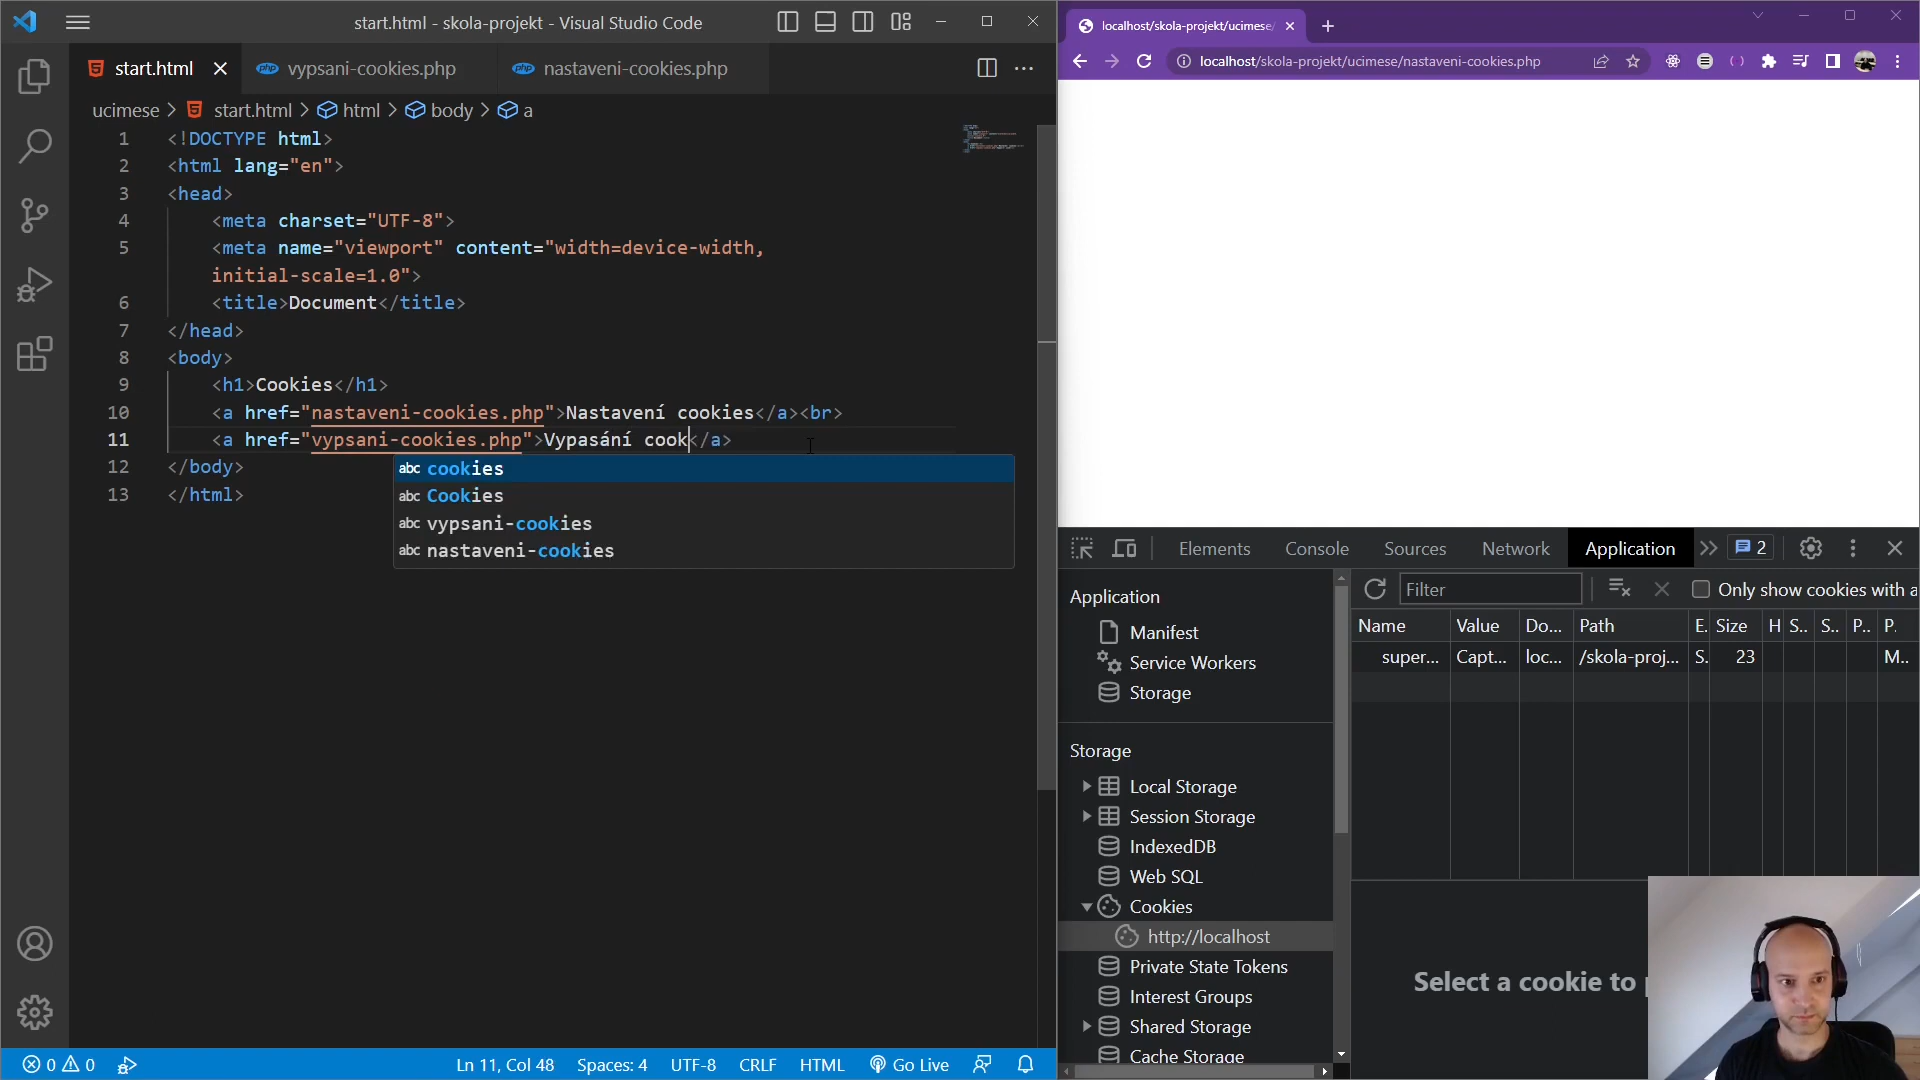 start.html - skola-projekt - Visual Studio Code
start.html
vypsani-cookies.php
nastaveni-cookies.php
ucimese > start.html > html > body > a
1 <!DOCTYPE html>
2 <html lang="en">
3 <head>
4 <meta charset="UTF-8">
5 <meta name="viewport" content="width=device-width,
initial-scale=1.0">
6 <title>Document</title>
7 </head>
8 <body>
9 <h1>Cookies</h1>
10 <a href="nastaveni-cookies.php">Nastavení cookies</a><br>
11 <a href="vypsani-cookies.php">Vypasání cook</a>
12 </body>
13 </html>
abc cookies
abc Cookies
abc vypsani-cookies
abc nastaveni-cookies
0 0
Ln 11, Col 48
Spaces: 4
UTF-8
CRLF
HTML
Go Live
localhost/skola-projekt/ucimese/
localhost/skola-projekt/ucimese/nastaveni-cookies.php
Elements
Console
Sources
Network
Application
2
Application
Manifest
Service Workers
Storage
Storage
Local Storage
Session Storage
IndexedDB
Web SQL
Cookies
http://localhost
Private State Tokens
Interest Groups
Shared Storage
Cache Storage
Filter
Only show cookies with a
Name Value Do... Path E. Size H S.. S.. P.. P.
super... Capt... loc... /skola-proj... S. 23 M..
Select a cookie to